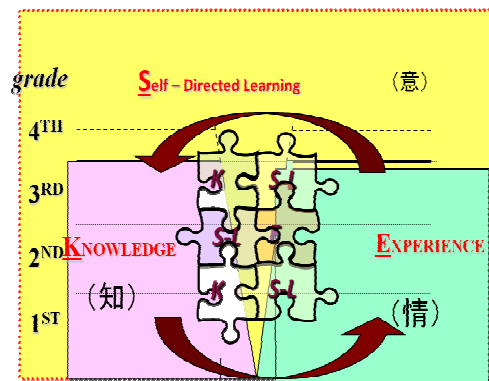 Self – Directed Learning
(意)
grade
4TH
3RD
K
S-L
2ND
KNOWLEDGE
S-L
EXPERIENCE
(知)
K
S-L
(情)
1ST